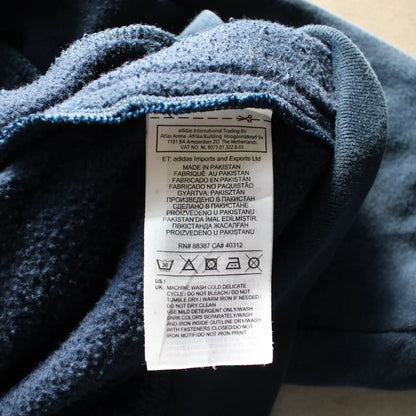 adidas International Trading BV
Atlas Arena -Afrika Building Hoogoorddreef 9a
1101 BA Amsterdam ZO The Netherlands
VAT NO. NL 8073.01.322.B.01
ET: adidas Imports and Exports Ltd
MADE IN PAKISTAN
FABRIQUÉ AU PAKISTAN
FABRICADO EN PAKISTÁN
FABRICADO NO PAQUISTÃO
GYÁRTVA: PAKISZTÁN
ПРОИЗВЕДЕНО В ПАКИСТАН
СДЕЛАНО В ПАКИСТАНЕ
PROIZVEDENO U PAKISTANU
PAKISTAN'DA İMAL EDİLMİŞTİR.
ПӘКІСТАНДА ЖАСАЛҒАН
PROIZVEDENO U PAKISTANU
RN# 88387 CA# 40312
US /
UK, MACHINE WASH COLD DELICATE
CYCLE / DO NOT BLEACH / DO NOT
TUMBLE DRY / WARM IRON IF NEEDED /
DO NOT DRY CLEAN
USE MILD DETERGENT ONLY/WASH
DARK COLORS SEPARATELY/WASH
AND IRON INSIDE OUT/LINE DRY/WASH
WITH FASTENERS CLOSED/DO NOT
IRON MOTIF/DO NOT IRON PRINT